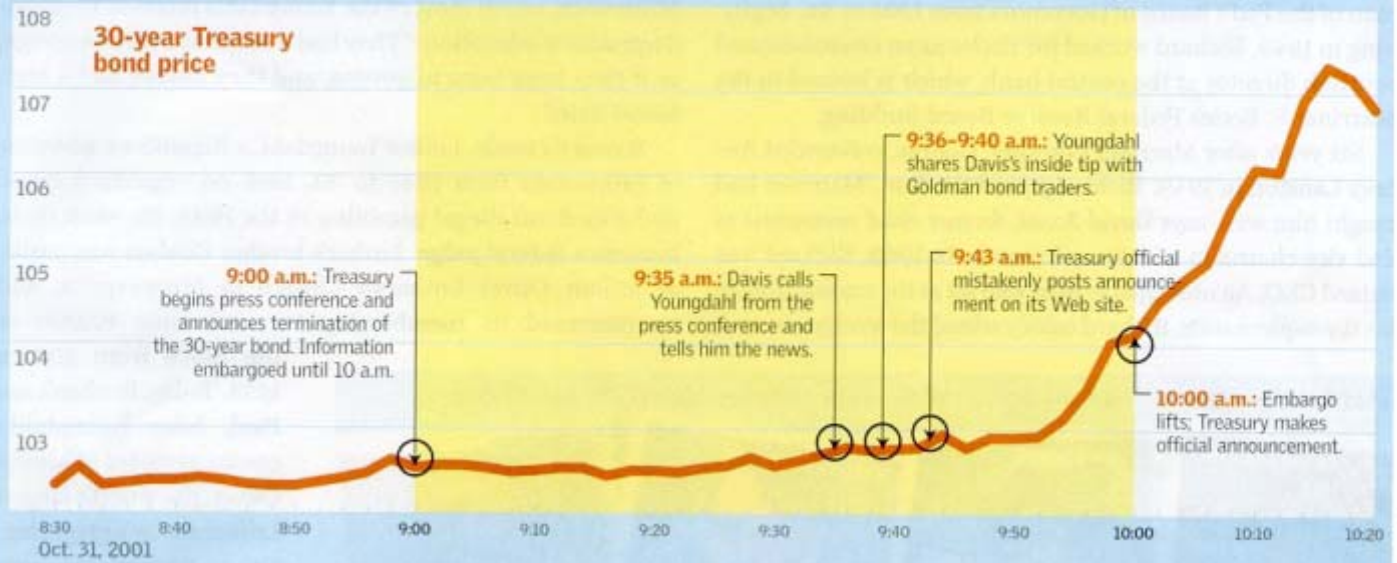 108
30-year Treasury
bond price
107
106
105
104
103
9:00 a.m.: Treasury
begins press conference and
announces termination of
the 30-year bond. Information
embargoed until 10 a.m.
9:35 a.m.: Davis calls
Youngdahl from the
press conference and
tells him the news.
9:36–9:40 a.m.: Youngdahl
shares Davis's inside tip with
Goldman bond traders.
9:43 a.m.: Treasury official
mistakenly posts announce-
ment on its Web site.
10:00 a.m.: Embargo
lifts; Treasury makes
official announcement.
8:30 8:40 8:50 9:00 9:10 9:20 9:30 9:40 9:50 10:00 10:10 10:20
Oct. 31, 2001